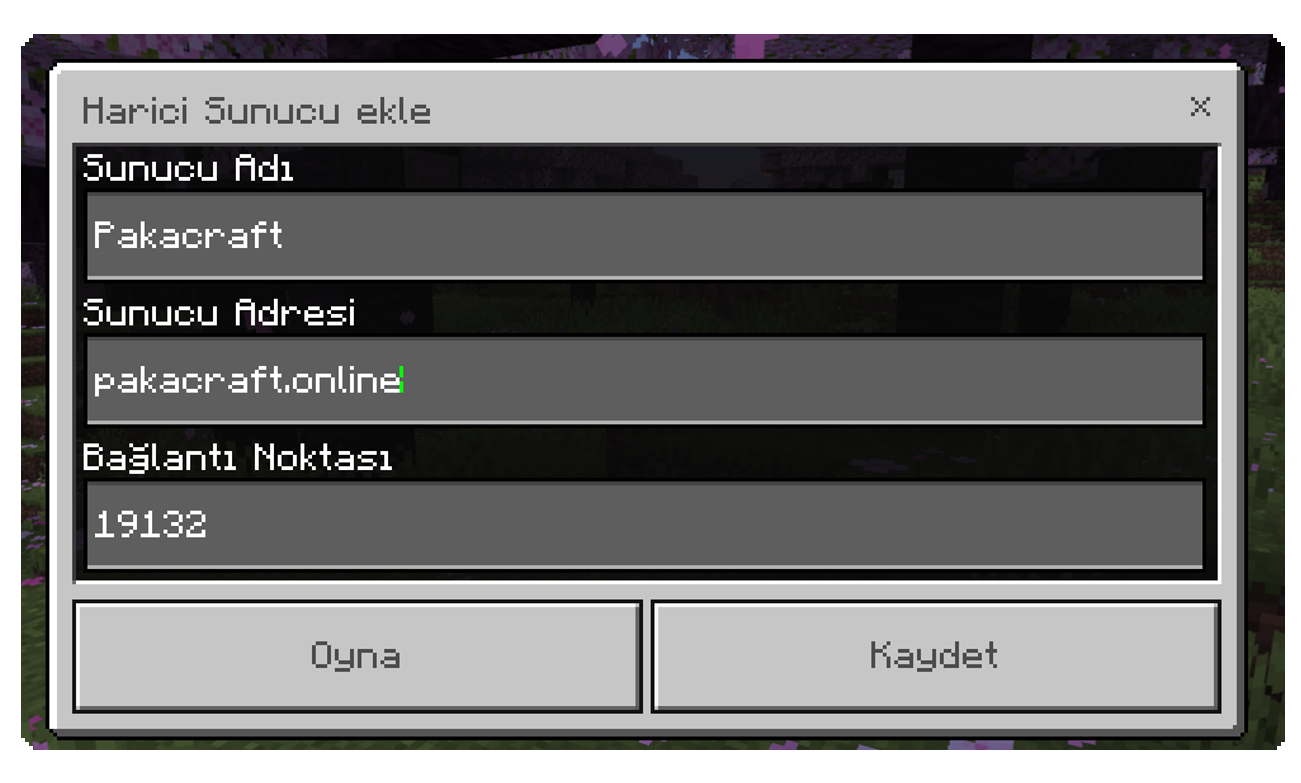 Harici Sunucu ekle
Sunucu Adı
Pakacraft
Sunucu Adresi
pakacraft.online
Bağlantı Noktası
19132
Oyna
Kaydet